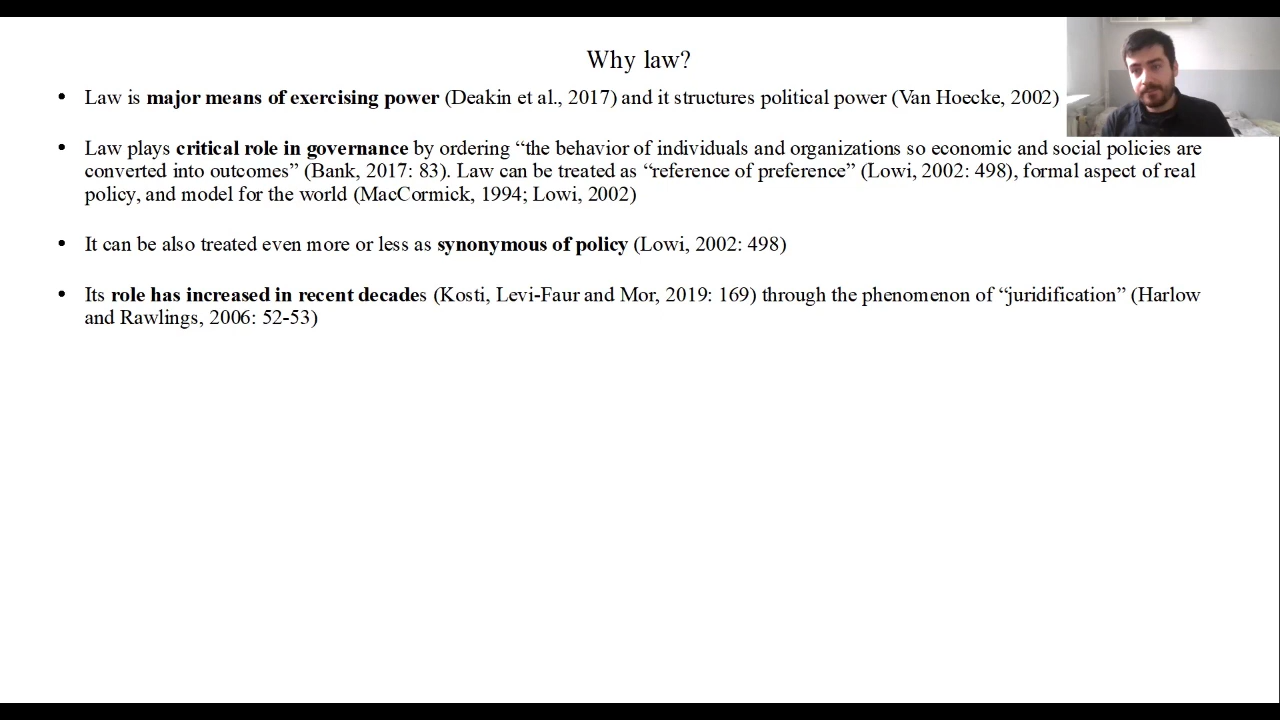 Why law?
• Law is major means of exercising power (Deakin et al., 2017) and it structures political power (Van Hoecke, 2002)
• Law plays critical role in governance by ordering “the behavior of individuals and organizations so economic and social policies are
converted into outcomes” (Bank, 2017: 83). Law can be treated as “reference of preference” (Lowi, 2002: 498), formal aspect of real
policy, and model for the world (MacCormick, 1994; Lowi, 2002)
• It can be also treated even more or less as synonymous of policy (Lowi, 2002: 498)
• Its role has increased in recent decades (Kosti, Levi-Faur and Mor, 2019: 169) through the phenomenon of “juridification” (Harlow
and Rawlings, 2006: 52-53)